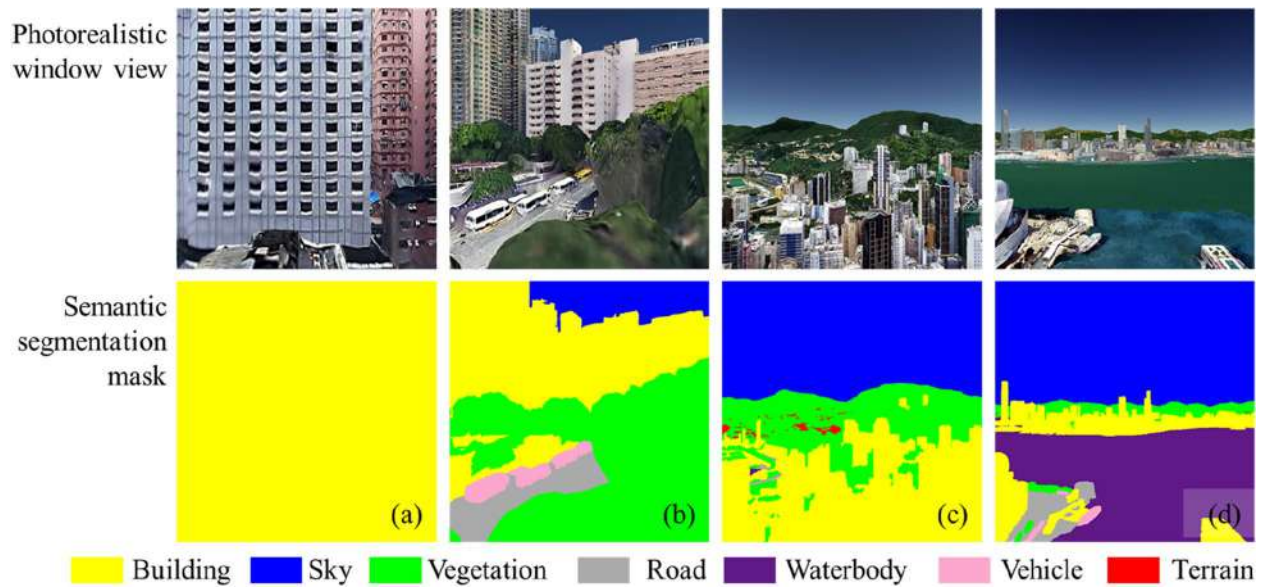 Photorealistic
window view
Semantic
segmentation
mask
(a)
(b)
(c)
(d)
Building
Sky
Vegetation
Road
Waterbody
Vehicle
Terrain